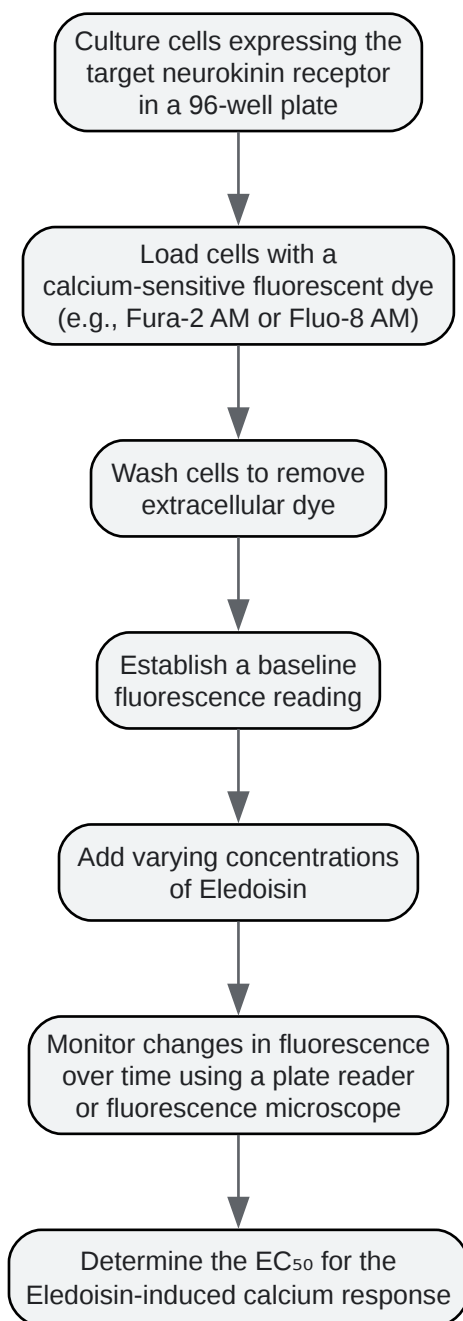 Culture cells expressing the
target neurokinin receptor
in a 96-well plate
Load cells with a
calcium-sensitive fluorescent dye
(e.g., Fura-2 AM or Fluo-8 AM)
Wash cells to remove
extracellular dye
Establish a baseline
fluorescence reading
Add varying concentrations
of Eledoisin
Monitor changes in fluorescence
over time using a plate reader
or fluorescence microscope
Determine the EC₅₀ for the
Eledoisin-induced calcium response